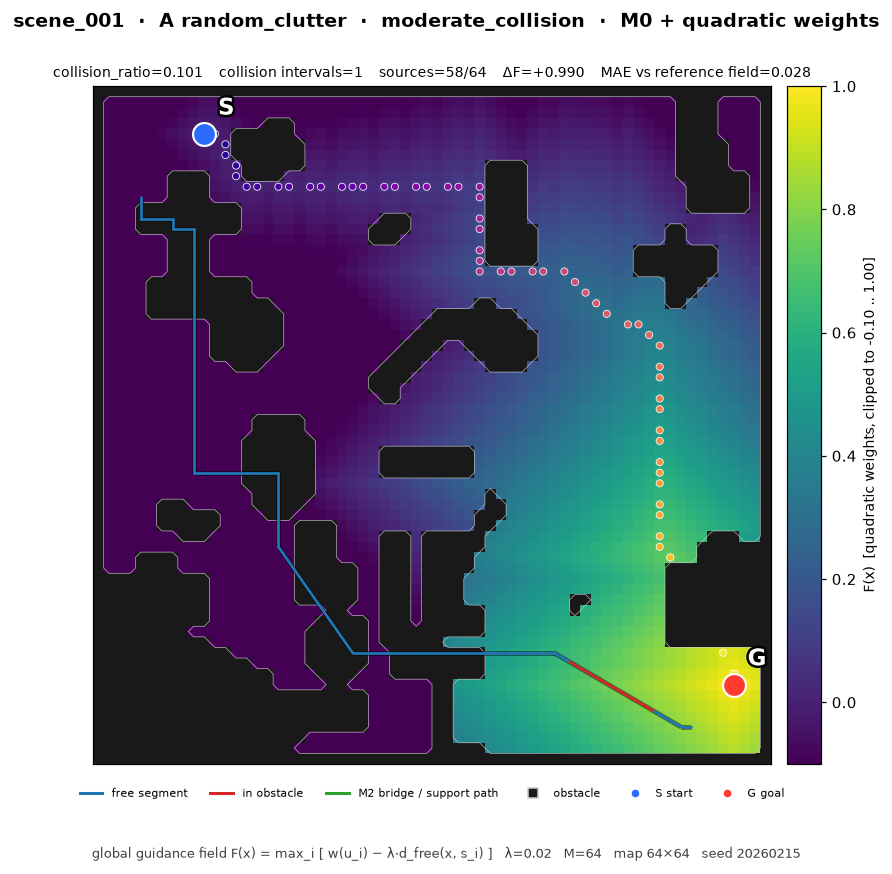 scene_001 · A random_clutter · moderate_collision · M0 + quadratic weights
collision_ratio=0.101 collision intervals=1 sources=58/64 ΔF=+0.990 MAE vs reference field=0.028
S
G
1.0
0.8
0.6
0.4
0.2
0.0
F(x) [quadratic weights, clipped to -0.10 .. 1.00]
free segment in obstacle M2 bridge / support path obstacle S start G goal
global guidance field F(x) = max_i [ w(u_i) − λ·d_free(x, s_i) ] λ=0.02 M=64 map 64×64 seed 20260215